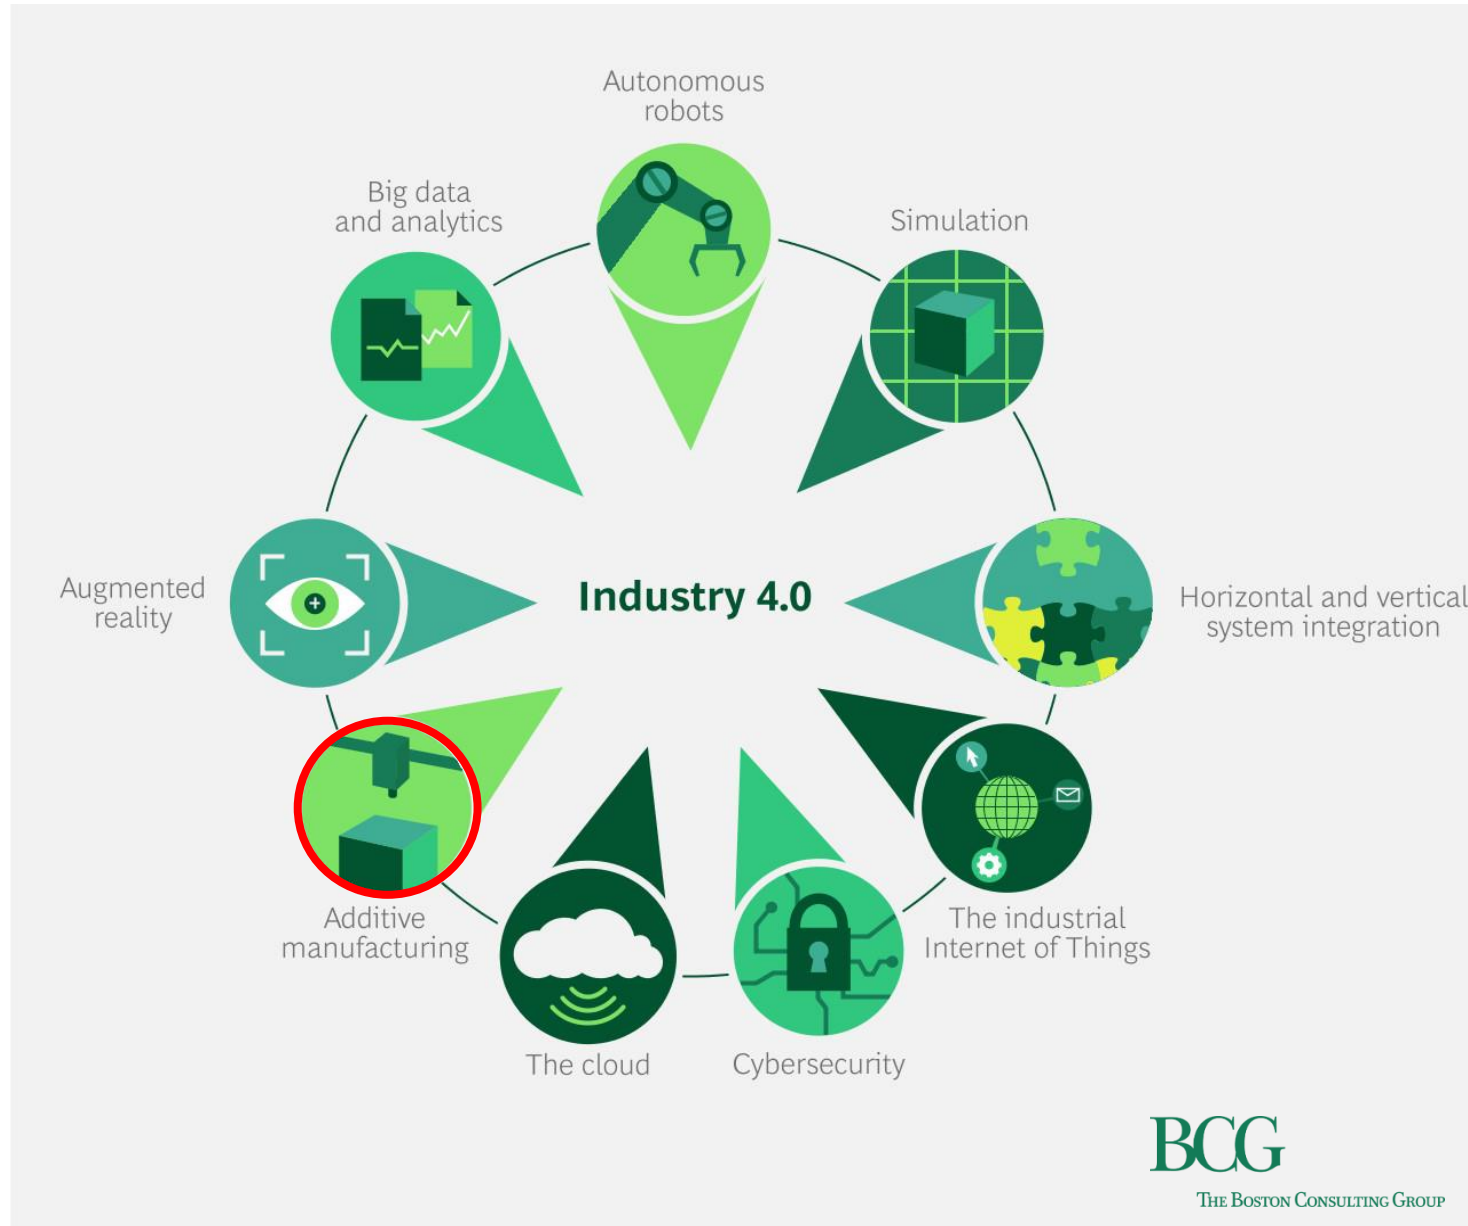 Autonomous
robots
Big data
and analytics
Simulation
Augmented
reality
Industry 4.0
Horizontal and vertical
system integration
Additive
manufacturing
The industrial
Internet of Things
The cloud
Cybersecurity
BCG
THE BOSTON CONSULTING GROUP